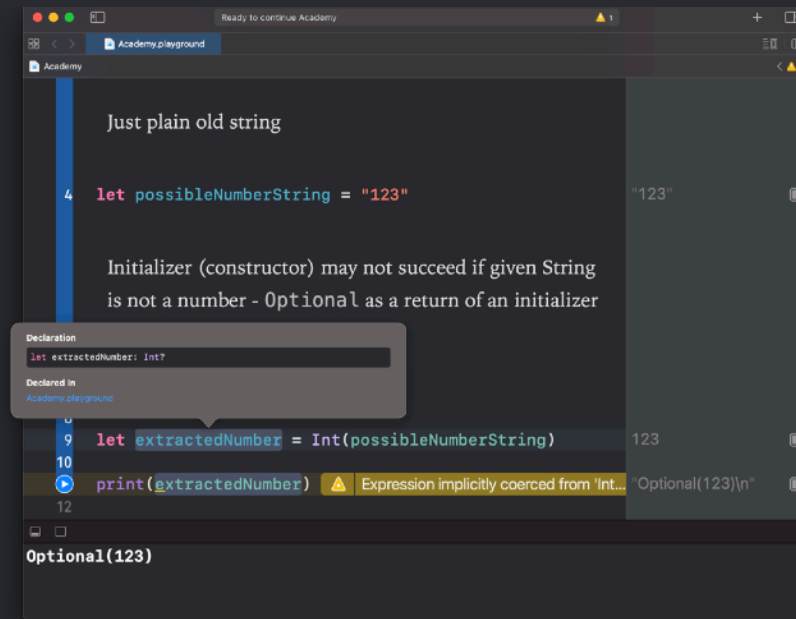 Ready to continue Academy
1
Academy.playground
Academy
Just plain old string
4 let possibleNumberString = "123"
"123"
Initializer (constructor) may not succeed if given String
is not a number - Optional as a return of an initializer
Declaration
let extractedNumber: Int?
Declared In
Academy.playground
9 let extractedNumber = Int(possibleNumberString)
123
10
print(extractedNumber)
Expression implicitly coerced from 'Int...
"Optional(123)\n"
12
Optional(123)